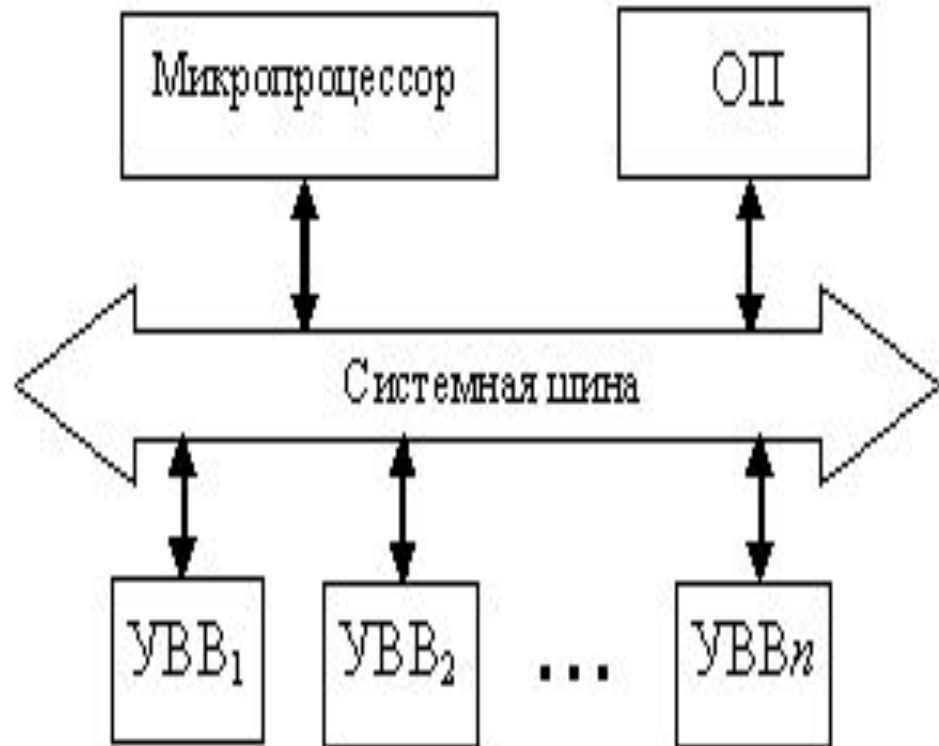 Микропроцессор
ОП
Системная шина
УВВ1
УВВ2
...
УВВn